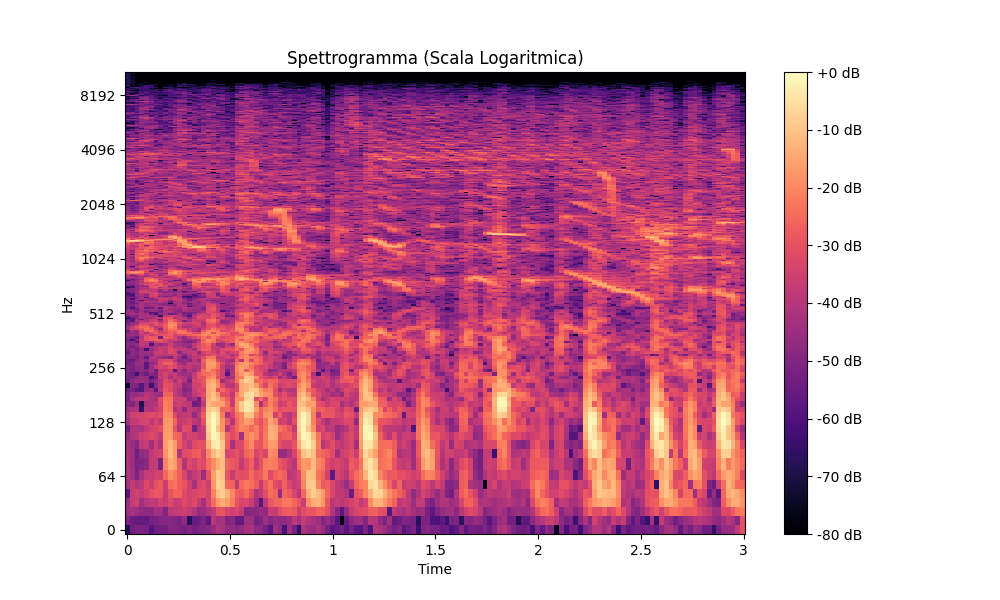 Spettrogramma (Scala Logaritmica)
Hz
8192
4096
2048
1024
512
256
128
64
0
0
0.5
1
1.5
2
2.5
3
Time
+0 dB
-10 dB
-20 dB
-30 dB
-40 dB
-50 dB
-60 dB
-70 dB
-80 dB